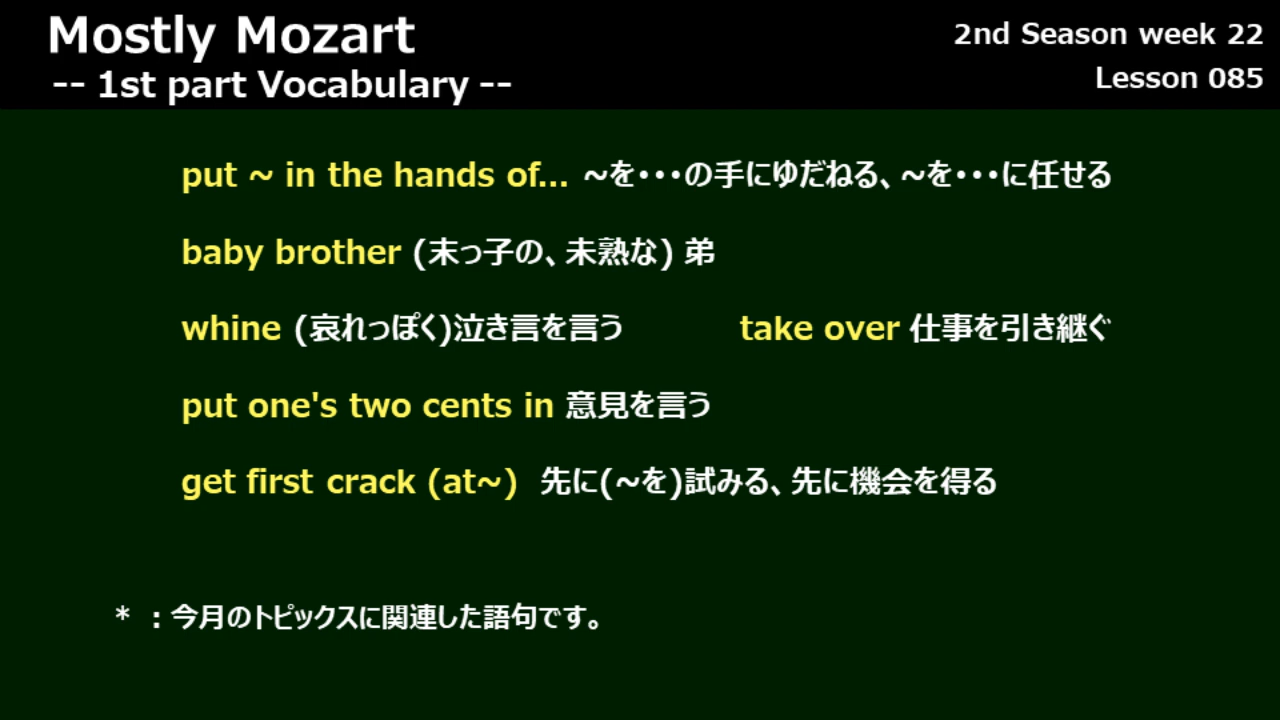 Mostly Mozart
2nd Season week 22
-- 1st part Vocabulary --
Lesson 085
put ~ in the hands of... ~を・・・の手にゆだねる、~を・・・に任せる
baby brother (末っ子の、未熟な) 弟
whine (哀れっぽく)泣き言を言う take over 仕事を引き継ぐ
put one's two cents in 意見を言う
get first crack (at~) 先に(~を)試みる、先に機会を得る
* ：今月のトピックスに関連した語句です。